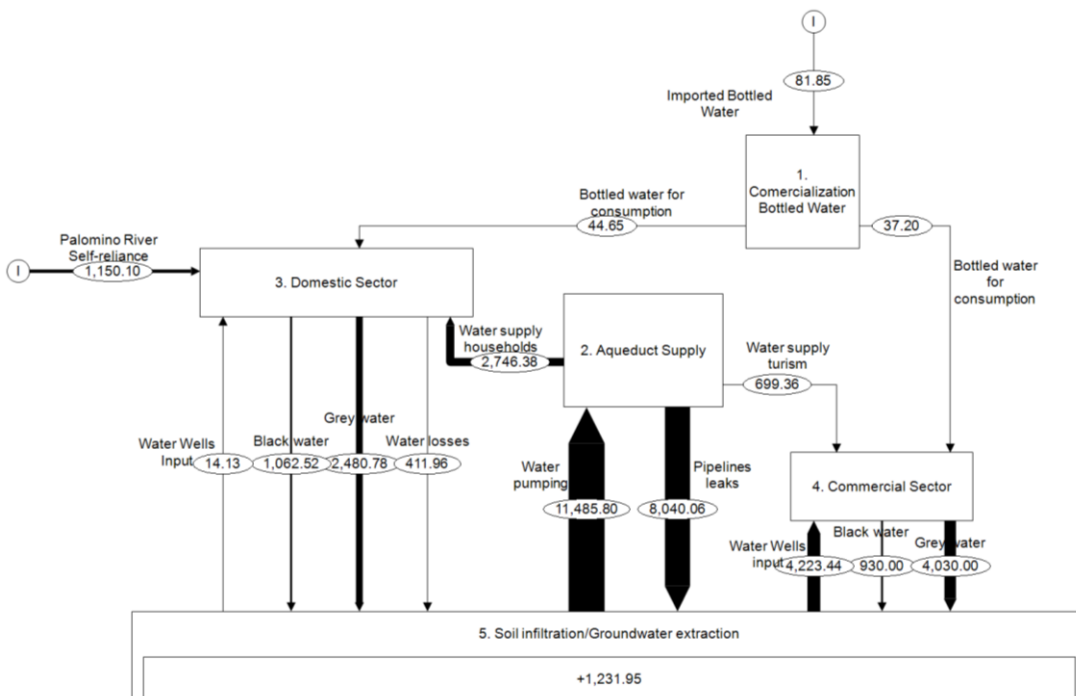 I
81.85
Imported Bottled
Water
1.
Comercialization
Bottled Water
Bottled water for
consumption
44.65
37.20
Palomino River
Self-reliance
I
1,150.10
3. Domestic Sector
Bottled water
for
consumption
Water supply
households
2,746.38
2. Aqueduct Supply
Water supply
turism
699.36
Water Wells
Input
14.13
Black water
1,062.52
Grey water
2,480.78
Water losses
411.96
Water
pumping
11,485.80
Pipelines
leaks
8,040.06
4. Commercial Sector
Water Wells
input
4,223.44
Black water
930.00
Grey water
4,030.00
5. Soil infiltration/Groundwater extraction
+1,231.95